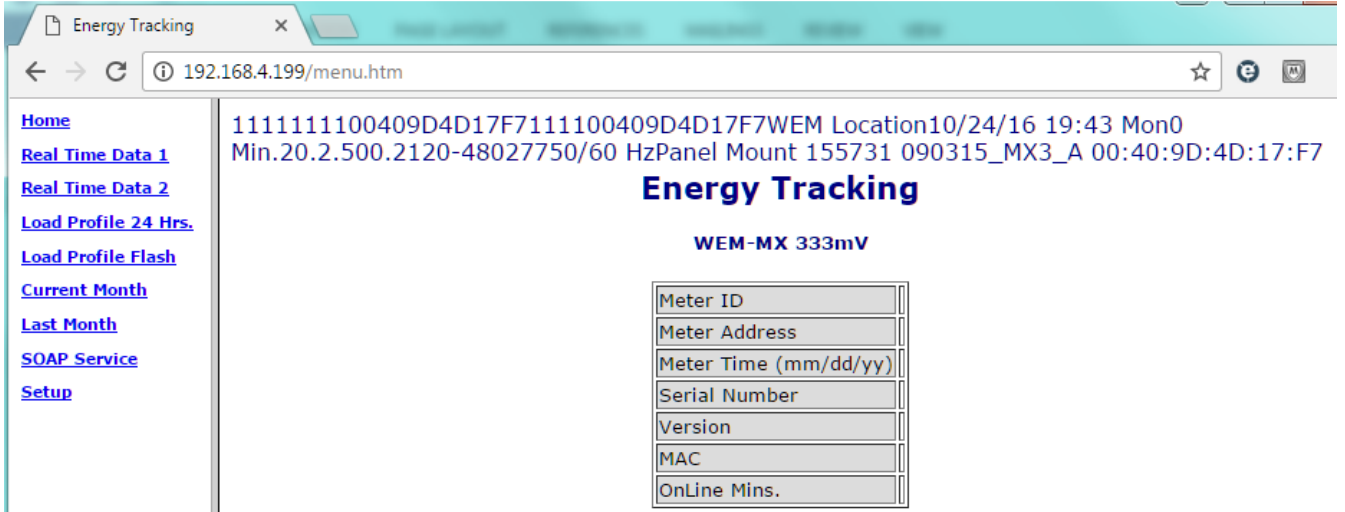 Energy Tracking
192.168.4.199/menu.htm
Home
Real Time Data 1
Real Time Data 2
Load Profile 24 Hrs.
Load Profile Flash
Current Month
Last Month
SOAP Service
Setup
1111111100409D4D17F7111100409D4D17F7WEM Location10/24/16 19:43 Mon0
Min.20.2.500.2120-48027750/60 HzPanel Mount 155731 090315_MX3_A 00:40:9D:4D:17:F7
Energy Tracking
WEM-MX 333mV
Meter ID
Meter Address
Meter Time (mm/dd/yy)
Serial Number
Version
MAC
OnLine Mins.